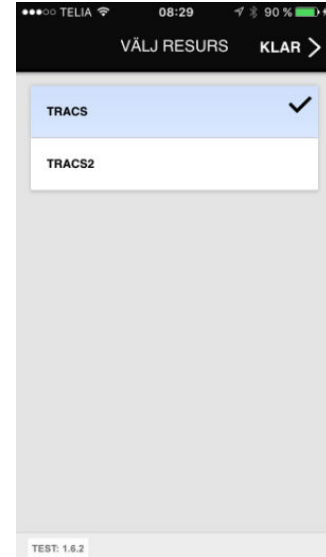 TELIA 08:29 90 %
VÄLJ RESURS KLAR
TRACS
TRACS2
TEST: 1.6.2